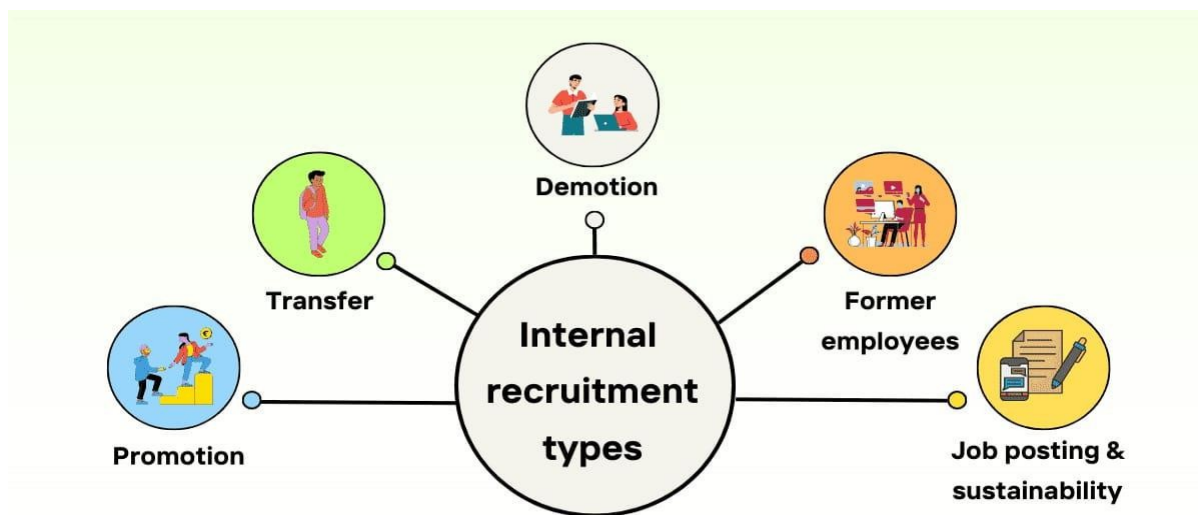 Demotion
Transfer
Former
employees
Internal
recruitment
types
Promotion
Job posting &
sustainability